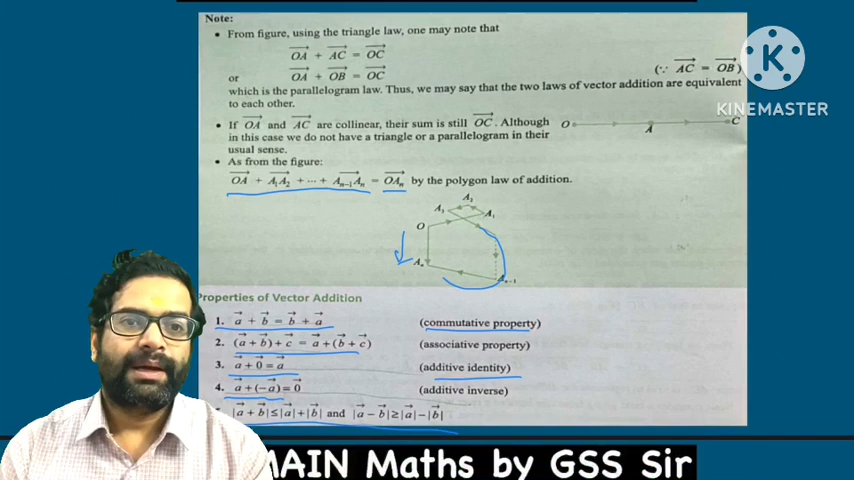 Note:
• From figure, using the triangle law, one may note that
OA + AC = OC
or OA + OB = OC (∵ AC = OB)
which is the parallelogram law. Thus, we may say that the two laws of vector addition are equivalent
to each other.
• If OA and AC are collinear, their sum is still OC. Although
in this case we do not have a triangle or a parallelogram in their
usual sense.
O A C
• As from the figure:
OA + A₁A₂ + ··· + Aₙ₋₁Aₙ = OAₙ by the polygon law of addition.
A₂
A₃ A₁
O
Aₙ Aₙ₋₁
Properties of Vector Addition
1. a⃗ + b⃗ = b⃗ + a⃗ (commutative property)
2. (a⃗ + b⃗) + c⃗ = a⃗ + (b⃗ + c⃗) (associative property)
3. a⃗ + 0⃗ = a⃗ (additive identity)
4. a⃗ + (−a⃗) = 0⃗ (additive inverse)
|a⃗ + b⃗| ≤ |a⃗| + |b⃗| and |a⃗ − b⃗| ≥ |a⃗| − |b⃗|
KINEMASTER
MAIN Maths by GSS Sir